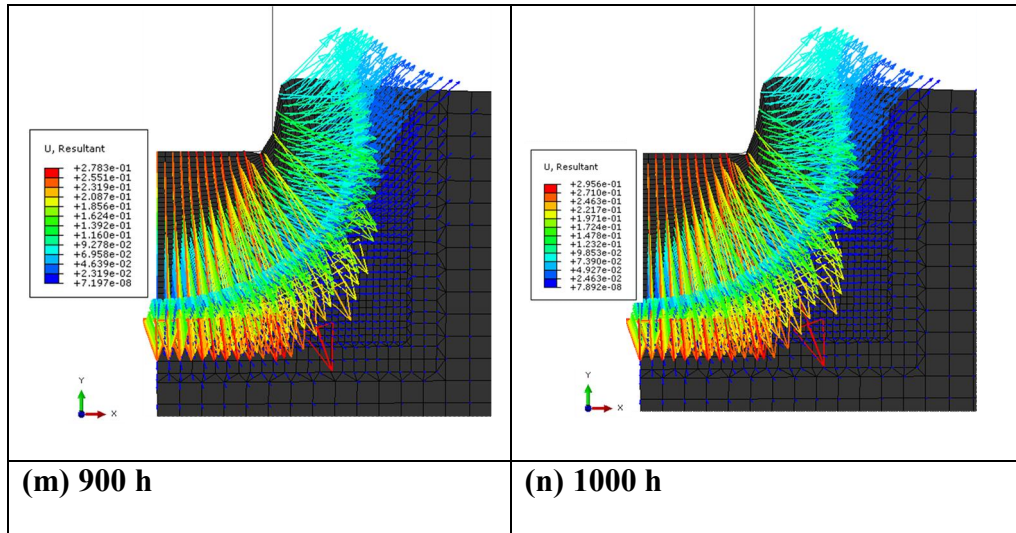 U, Resultant
+2.783e-01
+2.551e-01
+2.319e-01
+2.087e-01
+1.856e-01
+1.624e-01
+1.392e-01
+1.160e-01
+9.278e-02
+6.958e-02
+4.639e-02
+2.319e-02
+7.197e-08
Y
X
U, Resultant
+2.956e-01
+2.710e-01
+2.463e-01
+2.217e-01
+1.971e-01
+1.724e-01
+1.478e-01
+1.232e-01
+9.853e-02
+7.390e-02
+4.927e-02
+2.463e-02
+7.892e-08
Y
X
(m) 900 h
(n) 1000 h